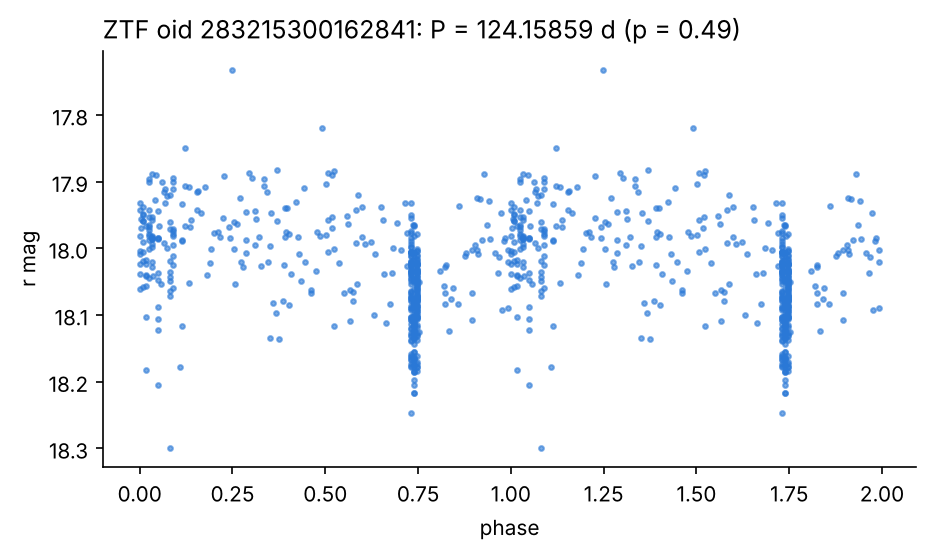 ZTF oid 283215300162841: P = 124.15859 d (p = 0.49)
r mag
17.8
17.9
18.0
18.1
18.2
18.3
0.00 0.25 0.50 0.75 1.00 1.25 1.50 1.75 2.00
phase